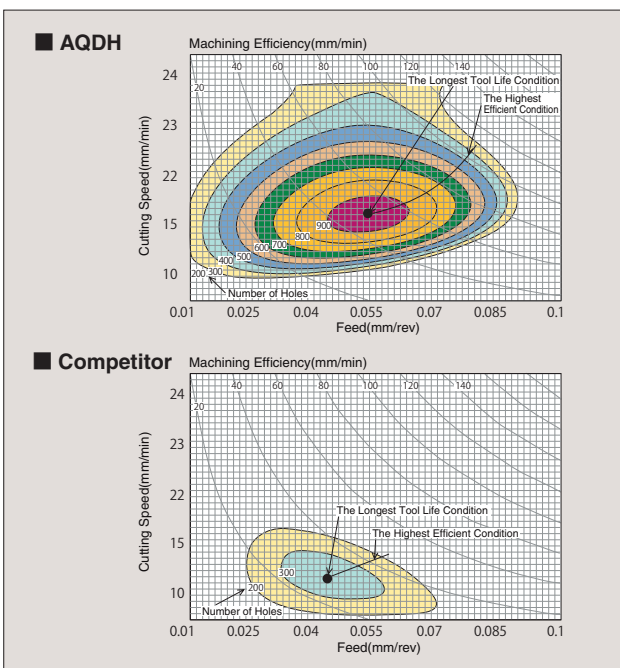 ■ AQDH
Machining Efficiency(mm/min)
20 40 60 80 100 120 140
The Longest Tool Life Condition
The Highest
Efficient Condition
Cutting Speed(mm/min)
24
23
22
15
10
900
800
700
600
500
400
300
200
Number of Holes
0.01 0.025 0.04 0.055 0.07 0.085 0.1
Feed(mm/rev)
■ Competitor
Machining Efficiency(mm/min)
20 40 60 80 100 120 140
Cutting Speed(mm/min)
24
23
22
15
10
The Longest Tool Life Condition
The Highest Efficient Condition
300
200
Number of Holes
0.01 0.025 0.04 0.055 0.07 0.085 0.1
Feed(mm/rev)